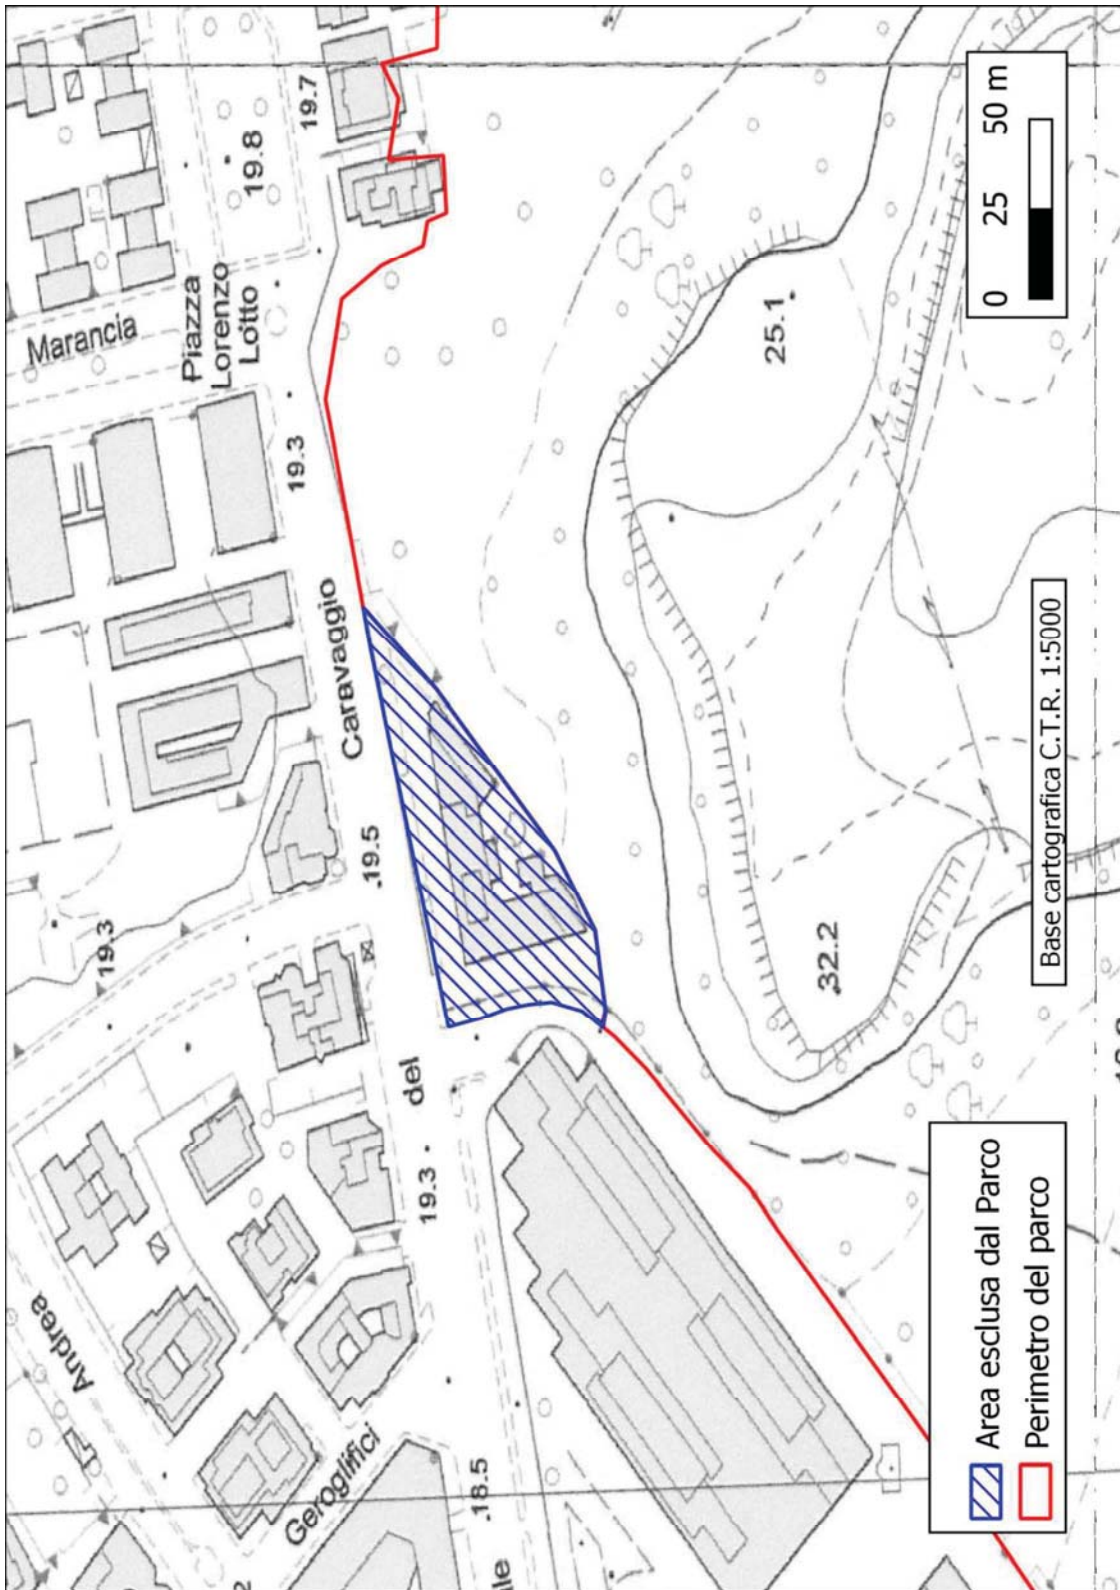 Marancia
Piazza
Lorenzo
Lotto
19.8
19.7
19.3
Caravaggio
.19.5
19.3
del
19.3
Andrea
Geroglifici
.18.5
25.1
32.2
0 25 50 m
Base cartografica C.T.R. 1:5000
Area esclusa dal Parco
Perimetro del parco